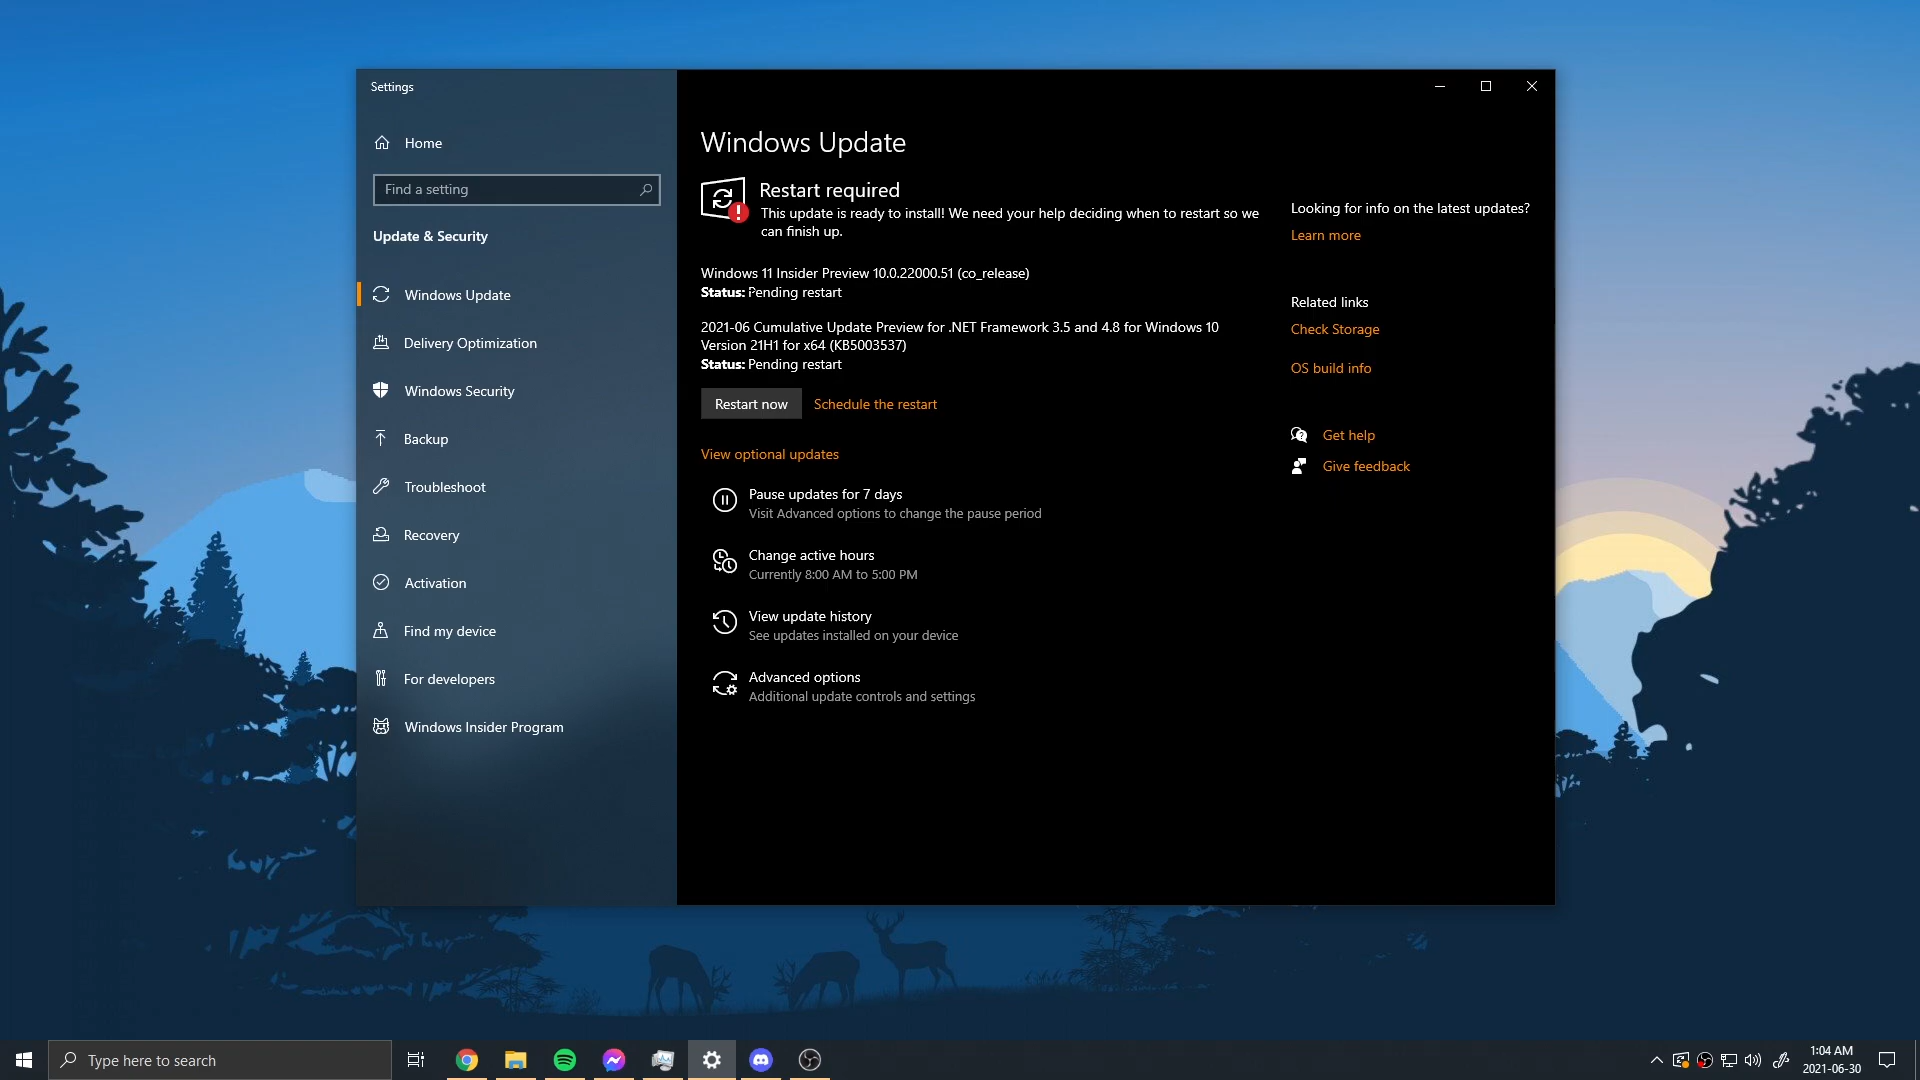 Settings
Home
Find a setting
Update & Security
Windows Update
Delivery Optimization
Windows Security
Backup
Troubleshoot
Recovery
Activation
Find my device
For developers
Windows Insider Program
Windows Update
Restart required
This update is ready to install! We need your help deciding when to restart so we
can finish up.
Windows 11 Insider Preview 10.0.22000.51 (co_release)
Status: Pending restart
2021-06 Cumulative Update Preview for .NET Framework 3.5 and 4.8 for Windows 10
Version 21H1 for x64 (KB5003537)
Status: Pending restart
Restart now
Schedule the restart
View optional updates
Pause updates for 7 days
Visit Advanced options to change the pause period
Change active hours
Currently 8:00 AM to 5:00 PM
View update history
See updates installed on your device
Advanced options
Additional update controls and settings
Looking for info on the latest updates?
Learn more
Related links
Check Storage
OS build info
Get help
Give feedback
Type here to search
1:04 AM
2021-06-30